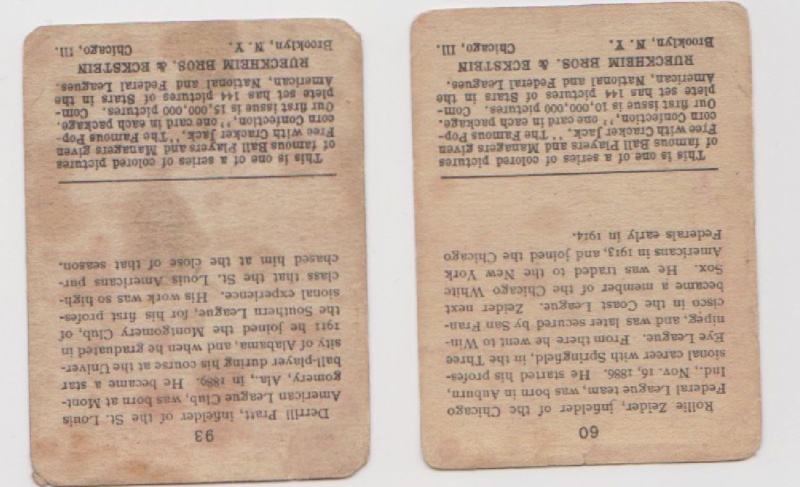 60
Rollie Zeider, infielder of the Chicago
Federal League team, was born in Auburn,
Ind., Nov. 16, 1886. He started his profes-
sional career with Springfield, in the Three
Eye League. From there he went to Win-
nipeg, and was later secured by San Fran-
cisco in the Coast League. Zeider next
became a member of the Chicago White
Sox. He was traded to the New York
Americans in 1913, and joined the Chicago
Federals early in 1914.
This is one of a series of colored pictures
of famous Ball Players and Managers given
Free with Cracker Jack, "The Famous Pop-
corn Confection," one card in each package.
Our first issue is 10,000,000 pictures. Com-
plete set has 144 pictures of Stars in the
American, National and Federal Leagues.
RUECKHEIM BROS. & ECKSTEIN
Brooklyn, N. Y. Chicago, Ill.
93
Derrill Pratt, infielder of the St. Louis
American League Club, was born at Mont-
gomery, Ala., in 1889. He became a star
ball-player during his course at the Univer-
sity of Alabama, and when he graduated in
1911 he joined the Montgomery Club, of
the Southern League, for his first profes-
sional experience. His work was so high-
class that the St. Louis Americans pur-
chased him at the close of that season.
This is one of a series of colored pictures
of famous Ball Players and Managers given
Free with Cracker Jack, "The Famous Pop-
corn Confection," one card in each package.
Our first issue is 15,000,000 pictures. Com-
plete set has 144 pictures of Stars in the
American, National and Federal Leagues.
RUECKHEIM BROS. & ECKSTEIN
Brooklyn, N. Y. Chicago, Ill.